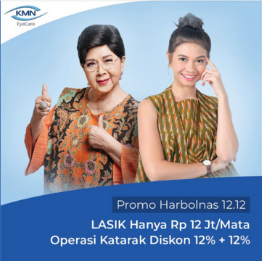 KMN
EyeCare
Promo Harbolnas 12.12
LASIK Hanya Rp 12 Jt/Mata
Operasi Katarak Diskon 12% + 12%